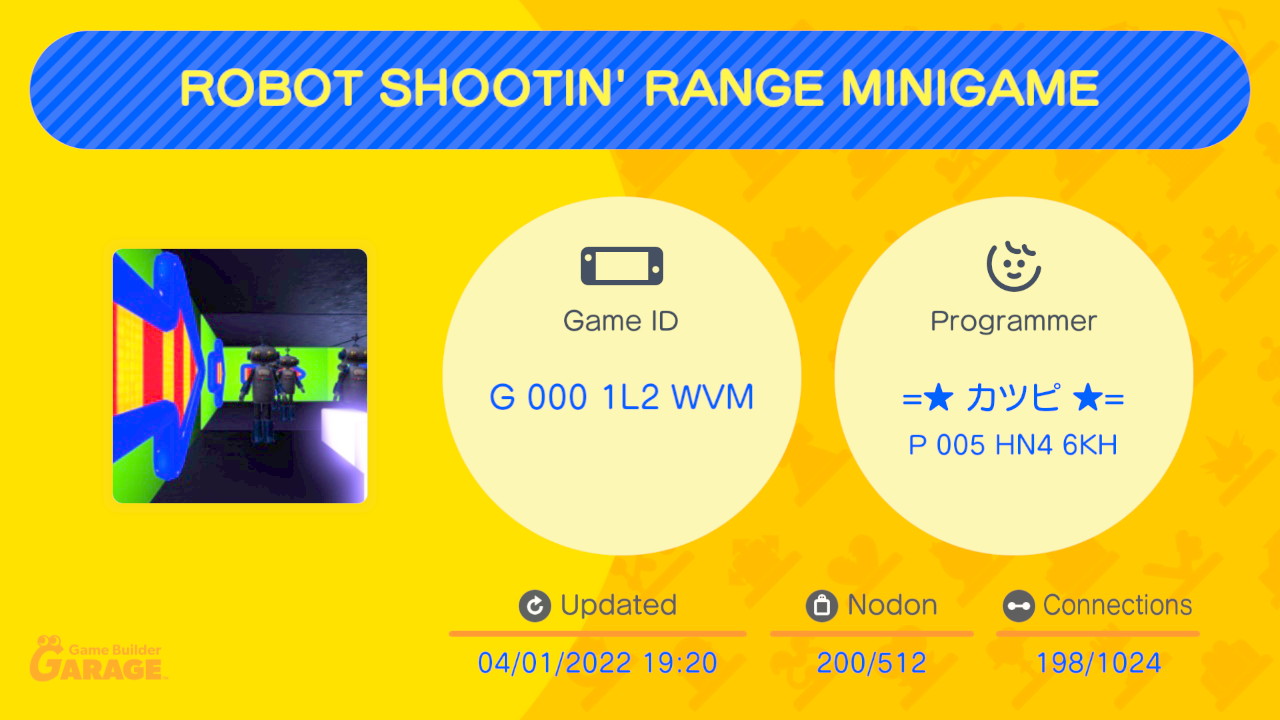 ROBOT SHOOTIN' RANGE MINIGAME
Game ID
G 000 1L2 WVM
Programmer
=★ カツピ ★=
P 005 HN4 6KH
Updated
04/01/2022 19:20
Nodon
200/512
Connections
198/1024
Game Builder
GARAGE